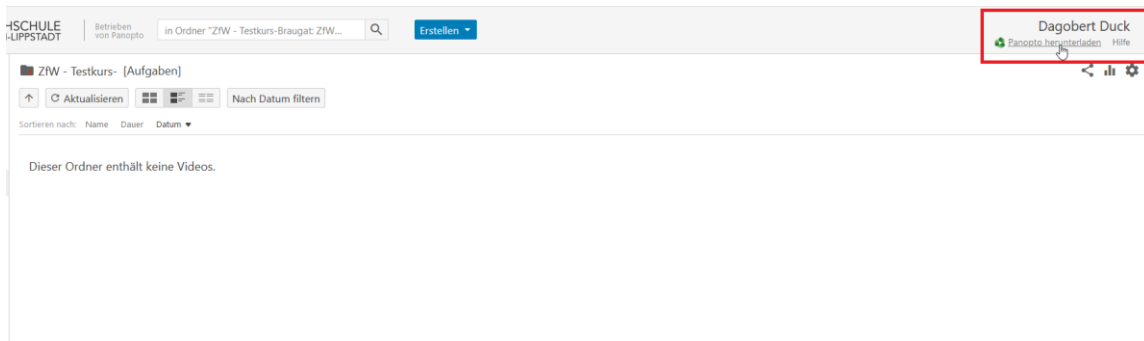 HSCHULE
-LIPPSTADT
Betrieben
von Panopto
in Ordner "ZfW - Testkurs-Braugat: ZfW...
Erstellen
Dagobert Duck
Panopto herunterladen Hilfe
ZfW - Testkurs- [Aufgaben]
Aktualisieren
Nach Datum filtern
Sortieren nach: Name Dauer Datum
Dieser Ordner enthält keine Videos.